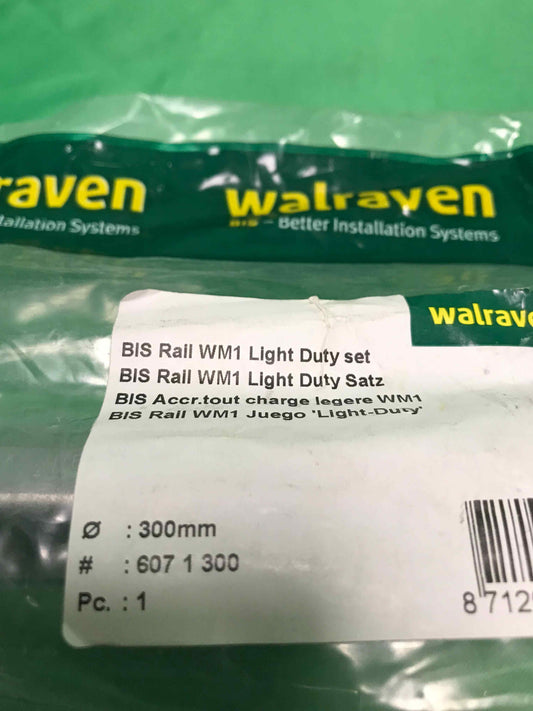 raven
walraven
tallation Systems
BIS – Better Installation Systems
walrave
BIS Rail WM1 Light Duty set
BIS Rail WM1 Light Duty Satz
BIS Accr.tout charge legere WM1
BIS Rail WM1 Juego 'Light-Duty'
Ø : 300mm
# : 607 1 300
Pc. : 1
8 7129